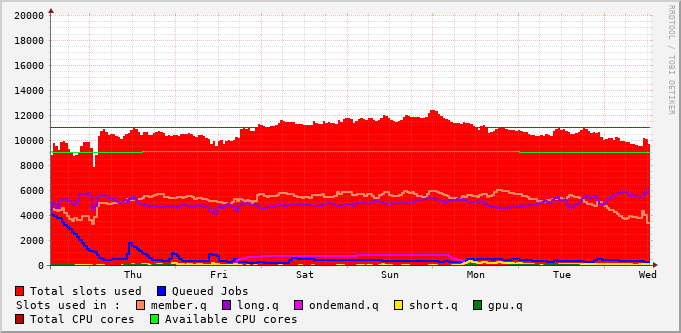 20000
18000
16000
14000
12000
10000
8000
6000
4000
2000
0
Thu Fri Sat Sun Mon Tue Wed
RRDTOOL / TOBI OETIKER
Total slots used Queued Jobs
Slots used in : member.q long.q ondemand.q short.q gpu.q
Total CPU cores Available CPU cores